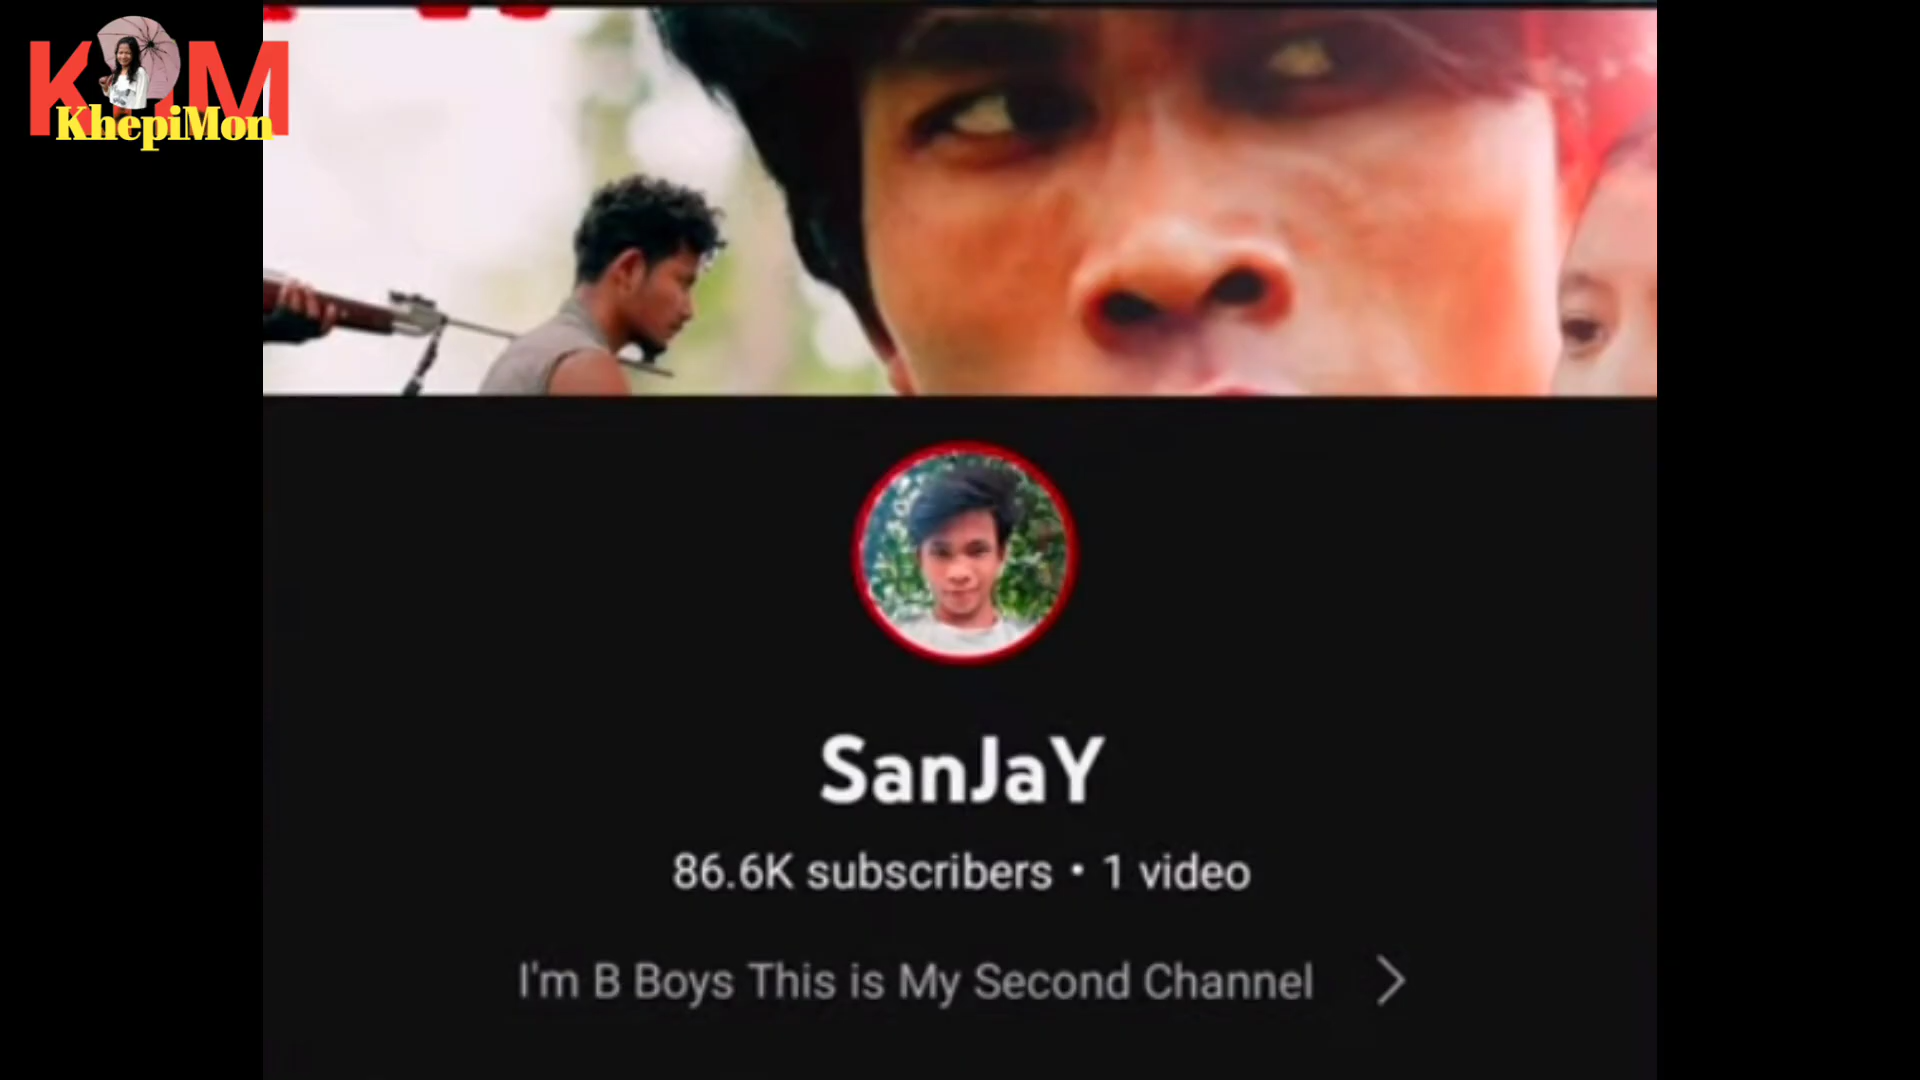 KhepiMon
SanJaY
86.6K subscribers • 1 video
I'm B Boys This is My Second Channel